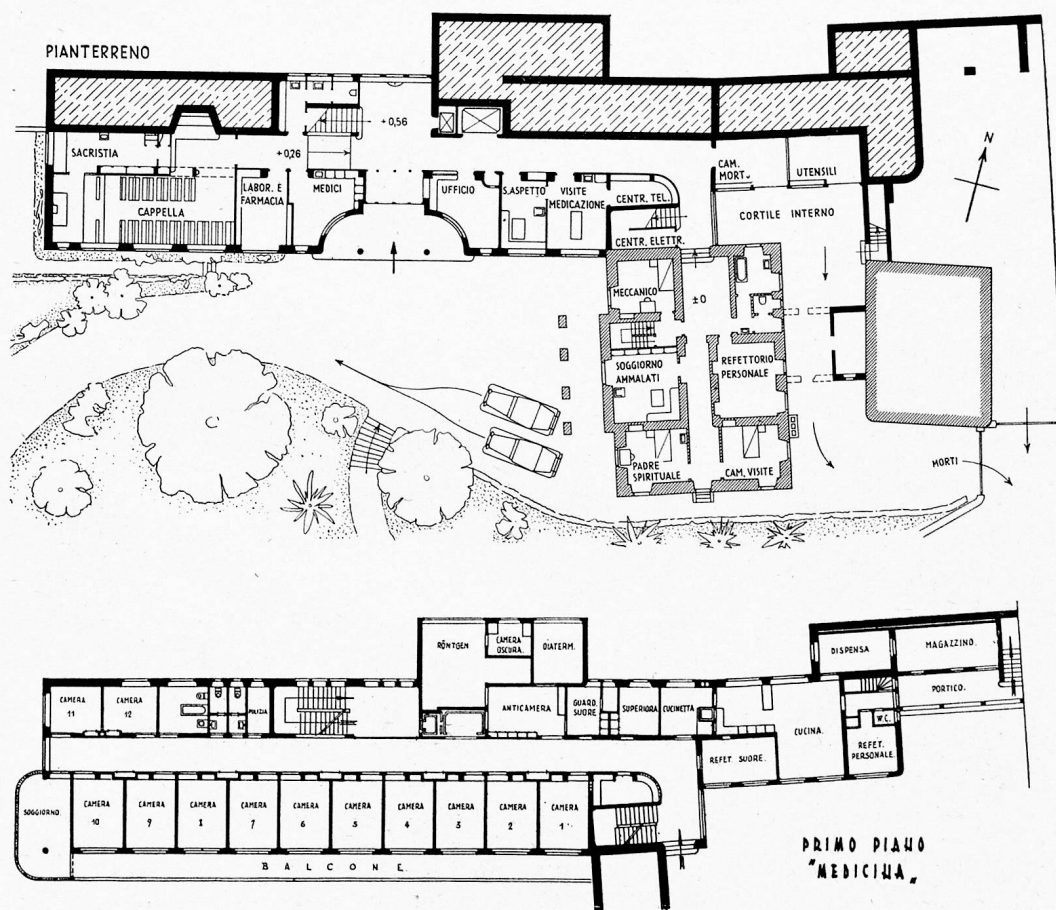 PIANTERRENO
+0,56
+0,26
SACRISTIA
CAPPELLA
LABOR. E
FARMACIA
MEDICI
UFFICIO
S.ASPETTO
VISITE
MEDICAZIONE
CENTR. TEL.
CENTR. ELETTR.
CAM.
MORT.
UTENSILI
CORTILE INTERNO
N
MECCANICO
±0
SOGGIORNO
AMMALATI
REFETTORIO
PERSONALE
PADRE
SPIRITUALE
CAM. VISITE
MORTI
RÖNTGEN
CAMERA
OSCURA.
DIATERM.
DISPENSA
MAGAZZINO.
PORTICO.
CAMERA
11
CAMERA
12
PULIZIA
ANTICAMERA
GUARD.
SUORE
SUPERIORA
CUCINETTA
CUCINA.
W.C.
REFET SUORE.
REFET.
PERSONALE.
SOGGIORNO.
CAMERA
10
CAMERA
9
CAMERA
8
CAMERA
7
CAMERA
6
CAMERA
5
CAMERA
4
CAMERA
3
CAMERA
2
CAMERA
1
BALCONE.
PRIMO PIANO
"MEDICINA"